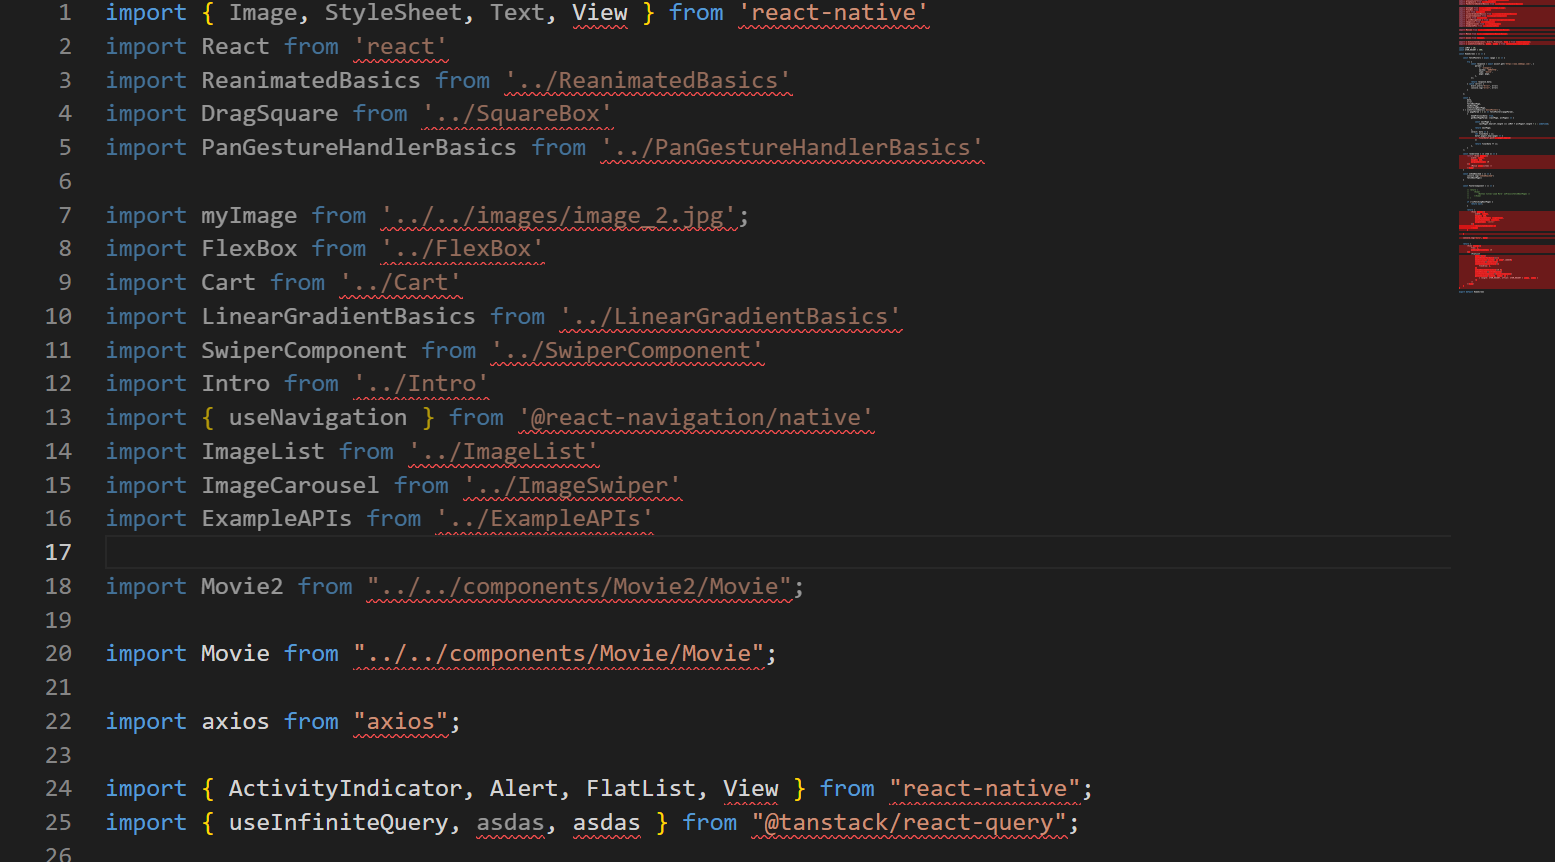 1 import { Image, StyleSheet, Text, View } from 'react-native'
2 import React from 'react'
3 import ReanimatedBasics from '../ReanimatedBasics'
4 import DragSquare from '../SquareBox'
5 import PanGestureHandlerBasics from '../PanGestureHandlerBasics'
6
7 import myImage from '../../images/image_2.jpg';
8 import FlexBox from '../FlexBox'
9 import Cart from '../Cart'
10 import LinearGradientBasics from '../LinearGradientBasics'
11 import SwiperComponent from '../SwiperComponent'
12 import Intro from '../Intro'
13 import { useNavigation } from '@react-navigation/native'
14 import ImageList from '../ImageList'
15 import ImageCarousel from '../ImageSwiper'
16 import ExampleAPIs from '../ExampleAPIs'
17
18 import Movie2 from "../../components/Movie2/Movie";
19
20 import Movie from "../../components/Movie/Movie";
21
22 import axios from "axios";
23
24 import { ActivityIndicator, Alert, FlatList, View } from "react-native";
25 import { useInfiniteQuery, asdas, asdas } from "@tanstack/react-query";
26